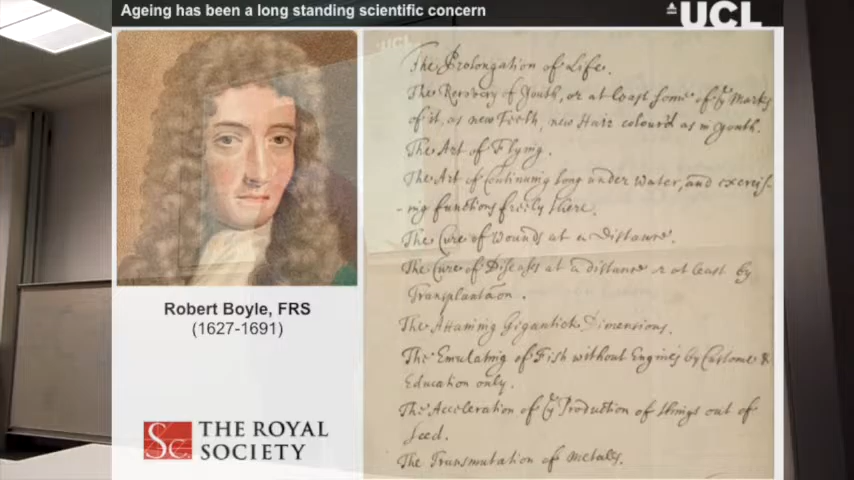 Ageing has been a long standing scientific concern
UCL
The Prolongation of Life.
The Recovery of Youth, or at least some of yͤ Marks
of it, as new Teeth, new Hair colour'd as in youth.
The Art of Flying.
The Art of Continuing long under water, and exercis-
-ing functions freely there.
The Cure of Wounds at a Distance.
The Cure of Diseases at a distance or at least by
Transplantation.
The Attaining Gigantick Dimensions.
The Emulating of Fish without Engines by Custome &
Education only.
The Acceleration of yͤ Production of things out of
Seed.
The Transmutation of Metalls.
Robert Boyle, FRS
(1627-1691)
THE ROYAL
SOCIETY